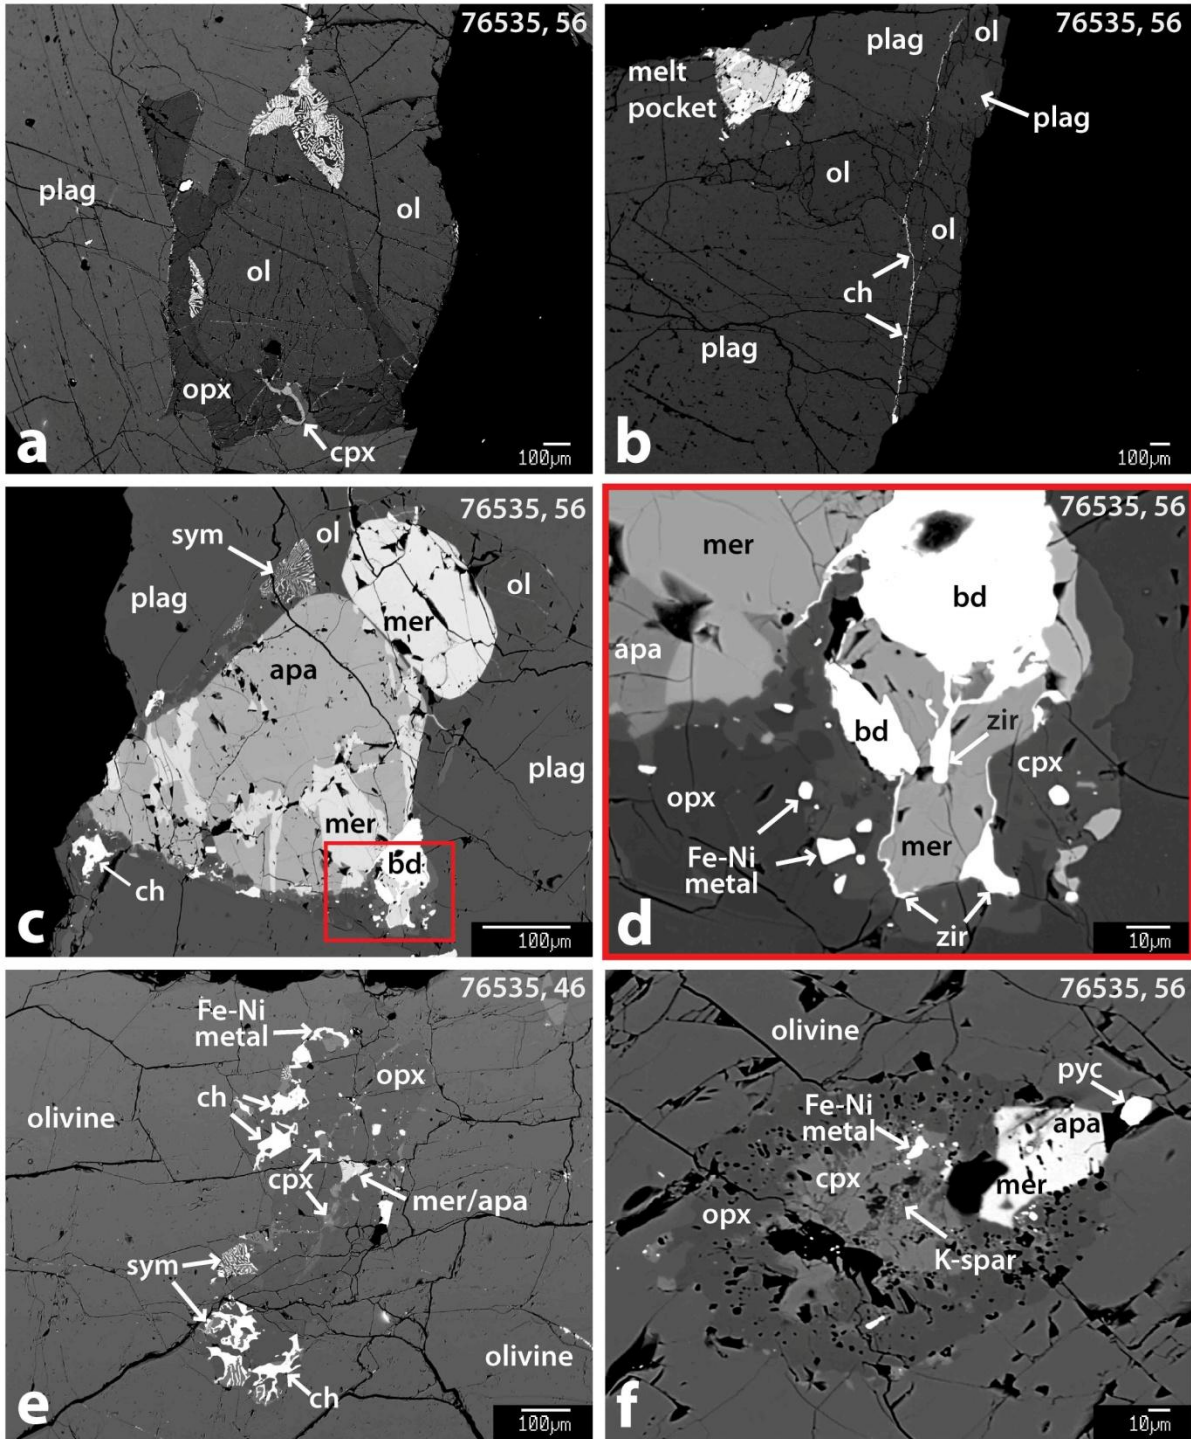 76535, 56
plag
ol
ol
opx
cpx
a
100µm
76535, 56
plag
ol
melt
pocket
plag
ol
ol
ch
plag
b
100µm
76535, 56
sym
ol
ol
plag
mer
apa
plag
mer
bd
ch
c
100µm
76535, 56
mer
bd
apa
bd
zir
cpx
opx
Fe-Ni
metal
mer
zir
d
10µm
76535, 46
Fe-Ni
metal
opx
ch
olivine
cpx
mer/apa
sym
olivine
ch
e
100µm
76535, 56
olivine
pyc
Fe-Ni
metal
apa
cpx
mer
opx
K-spar
f
10µm